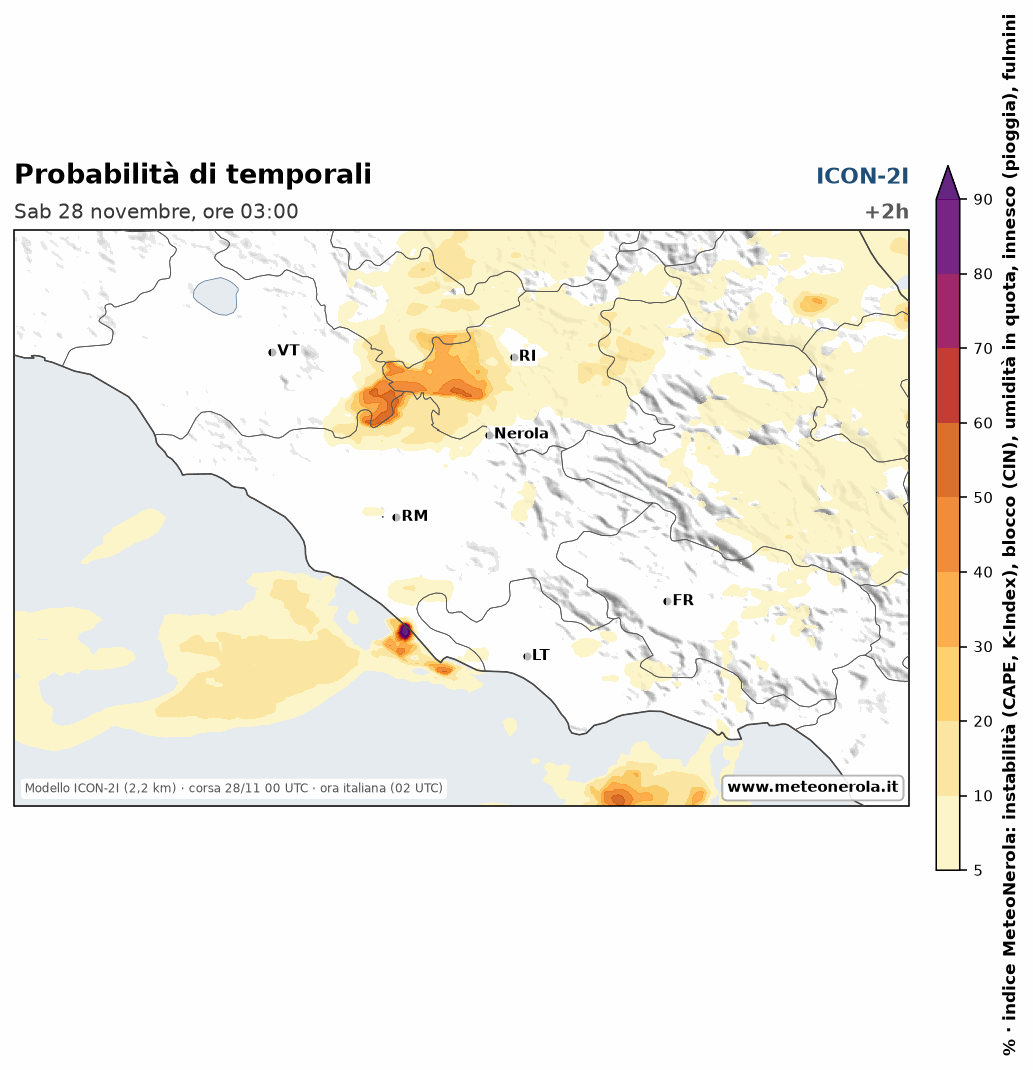 Probabilità di temporali
ICON-2I
Sab 28 novembre, ore 03:00
+2h
VT
RI
Nerola
RM
FR
LT
Modello ICON-2I (2,2 km) · corsa 28/11 00 UTC · ora italiana (02 UTC)
www.meteonerola.it
90
80
70
60
50
40
30
20
10
5
% · indice MeteoNerola: instabilità (CAPE, K-Index), blocco (CIN), umidità in quota, innesco (pioggia), fulmini